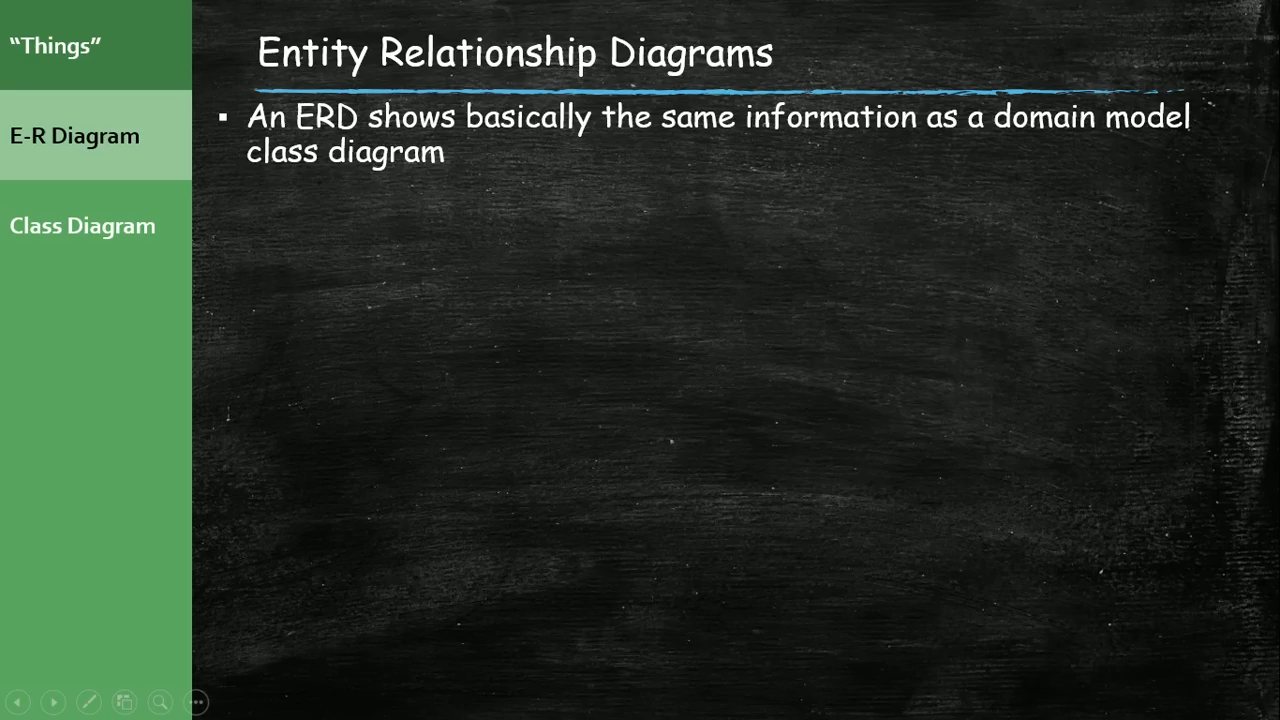 “Things”
E-R Diagram
Class Diagram
Entity Relationship Diagrams
▪ An ERD shows basically the same information as a domain model
class diagram